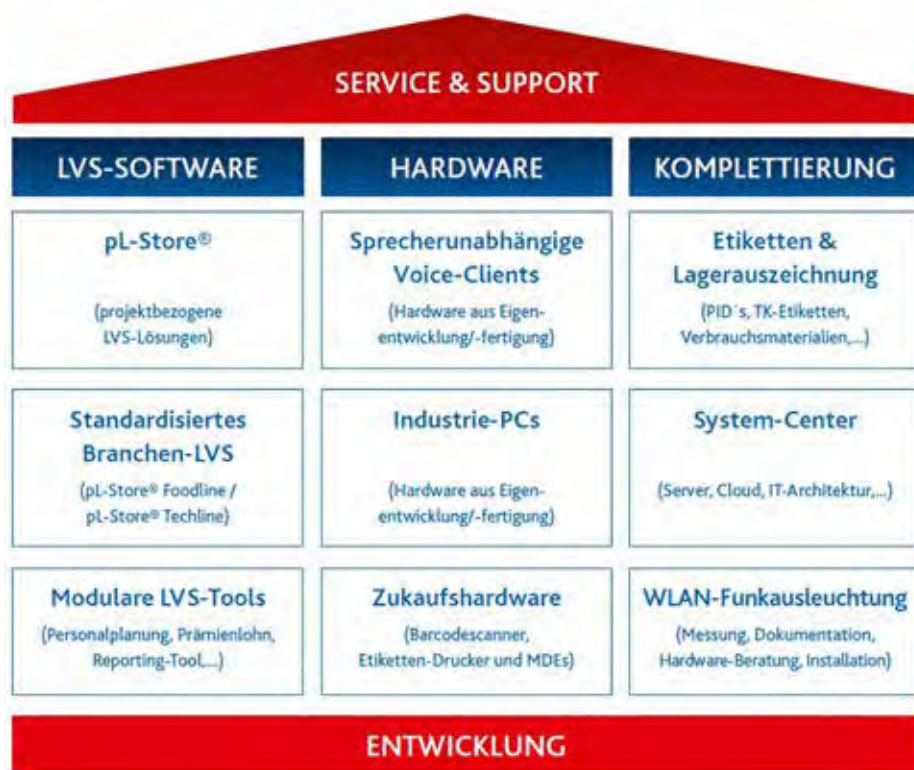 SERVICE & SUPPORT
LVS-SOFTWARE
pL-Store®
(projektbezogene
LVS-Lösungen)
Standardisiertes
Branchen-LVS
(pL-Store® Foodline /
pL-Store® Techline)
Modulare LVS-Tools
(Personalplanung, Prämienlohn,
Reporting-Tool,...)
HARDWARE
Sprecherunabhängige
Voice-Clients
(Hardware aus Eigen-
entwicklung/-fertigung)
Industrie-PCs
(Hardware aus Eigen-
entwicklung/-fertigung)
Zukaufshardware
(Barcodescanner,
Etiketten-Drucker und MDEs)
KOMPLETTIERUNG
Etiketten &
Lagerauszeichnung
(PID´s, TK-Etiketten,
Verbrauchsmaterialien,...)
System-Center
(Server, Cloud, IT-Architektur,...)
WLAN-Funkausleuchtung
(Messung, Dokumentation,
Hardware-Beratung, Installation)
ENTWICKLUNG